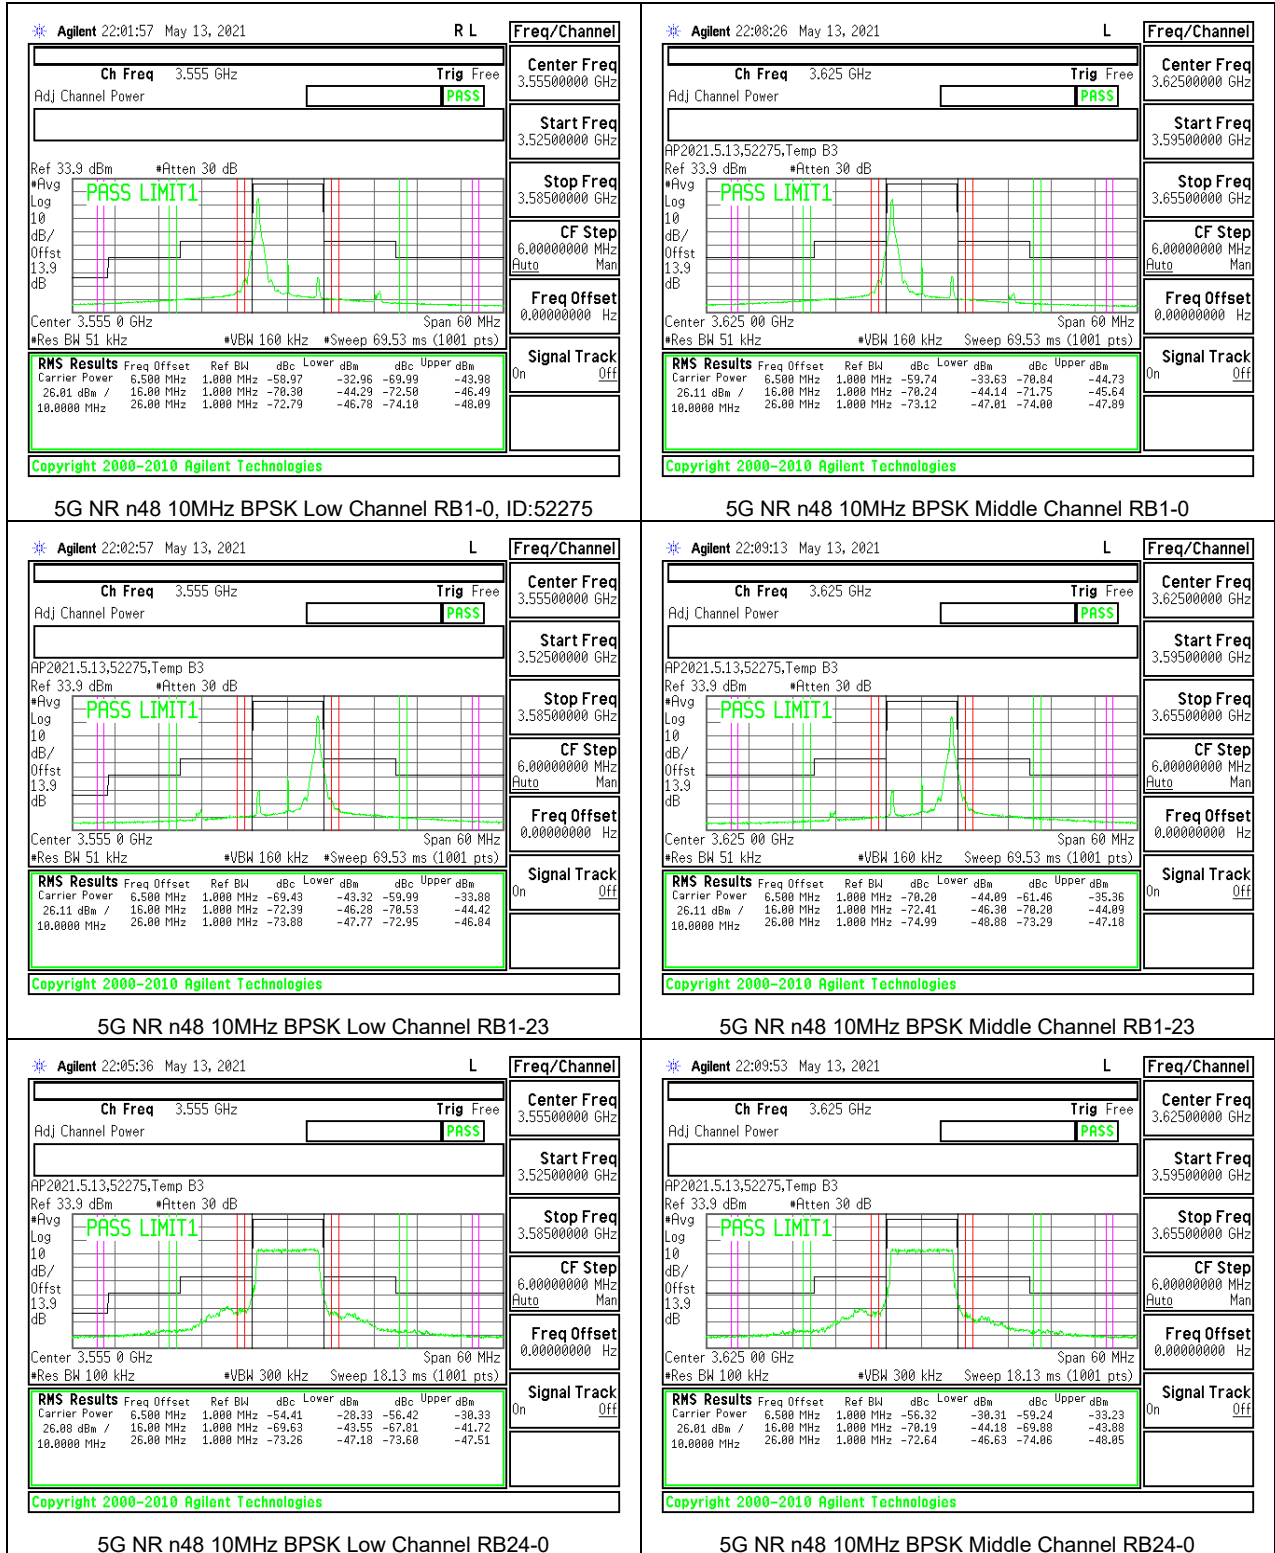 Agilent 22:01:57 May 13, 2021 R L
Freq/Channel
Ch Freq 3.555 GHz Trig Free
Adj Channel Power PASS
Ref 33.9 dBm #Atten 30 dB
#Avg
Log
10
dB/
Offst
13.9
dB
PASS LIMIT1
Center 3.555 0 GHz Span 60 MHz
#Res BW 51 kHz #VBW 160 kHz #Sweep 69.53 ms (1001 pts)
RMS Results Freq Offset Ref BW dBc Lower dBm dBc Upper dBm
Carrier Power 6.500 MHz 1.000 MHz -58.97 -32.96 -69.99 -43.98
26.01 dBm / 16.00 MHz 1.000 MHz -70.30 -44.29 -72.50 -46.49
10.0000 MHz 26.00 MHz 1.000 MHz -72.79 -46.78 -74.10 -48.09
Copyright 2000-2010 Agilent Technologies
Center Freq
3.55500000 GHz
Start Freq
3.52500000 GHz
Stop Freq
3.58500000 GHz
CF Step
6.00000000 MHz
Auto Man
Freq Offset
0.00000000 Hz
Signal Track
On Off
5G NR n48 10MHz BPSK Low Channel RB1-0, ID:52275
Agilent 22:08:26 May 13, 2021 L
Freq/Channel
Ch Freq 3.625 GHz Trig Free
Adj Channel Power PASS
AP2021.5.13,52275,Temp B3
Ref 33.9 dBm #Atten 30 dB
#Avg
Log
10
dB/
Offst
13.9
dB
PASS LIMIT1
Center 3.625 00 GHz Span 60 MHz
#Res BW 51 kHz #VBW 160 kHz Sweep 69.53 ms (1001 pts)
RMS Results Freq Offset Ref BW dBc Lower dBm dBc Upper dBm
Carrier Power 6.500 MHz 1.000 MHz -59.74 -33.63 -70.84 -44.73
26.11 dBm / 16.00 MHz 1.000 MHz -70.24 -44.14 -71.75 -45.64
10.0000 MHz 26.00 MHz 1.000 MHz -73.12 -47.01 -74.00 -47.89
Copyright 2000-2010 Agilent Technologies
Center Freq
3.62500000 GHz
Start Freq
3.59500000 GHz
Stop Freq
3.65500000 GHz
CF Step
6.00000000 MHz
Auto Man
Freq Offset
0.00000000 Hz
Signal Track
On Off
5G NR n48 10MHz BPSK Middle Channel RB1-0
Agilent 22:02:57 May 13, 2021 L
Freq/Channel
Ch Freq 3.555 GHz Trig Free
Adj Channel Power PASS
AP2021.5.13,52275,Temp B3
Ref 33.9 dBm #Atten 30 dB
#Avg
Log
10
dB/
Offst
13.9
dB
PASS LIMIT1
Center 3.555 0 GHz Span 60 MHz
#Res BW 51 kHz #VBW 160 kHz #Sweep 69.53 ms (1001 pts)
RMS Results Freq Offset Ref BW dBc Lower dBm dBc Upper dBm
Carrier Power 6.500 MHz 1.000 MHz -69.43 -43.32 -59.99 -33.88
26.11 dBm / 16.00 MHz 1.000 MHz -72.39 -46.28 -70.53 -44.42
10.0000 MHz 26.00 MHz 1.000 MHz -73.88 -47.77 -72.95 -46.84
Copyright 2000-2010 Agilent Technologies
Center Freq
3.55500000 GHz
Start Freq
3.52500000 GHz
Stop Freq
3.58500000 GHz
CF Step
6.00000000 MHz
Auto Man
Freq Offset
0.00000000 Hz
Signal Track
On Off
5G NR n48 10MHz BPSK Low Channel RB1-23
Agilent 22:09:13 May 13, 2021 L
Freq/Channel
Ch Freq 3.625 GHz Trig Free
Adj Channel Power PASS
AP2021.5.13,52275,Temp B3
Ref 33.9 dBm #Atten 30 dB
#Avg
Log
10
dB/
Offst
13.9
dB
PASS LIMIT1
Center 3.625 00 GHz Span 60 MHz
#Res BW 51 kHz #VBW 160 kHz Sweep 69.53 ms (1001 pts)
RMS Results Freq Offset Ref BW dBc Lower dBm dBc Upper dBm
Carrier Power 6.500 MHz 1.000 MHz -70.20 -44.09 -61.46 -35.36
26.11 dBm / 16.00 MHz 1.000 MHz -72.41 -46.30 -70.20 -44.09
10.0000 MHz 26.00 MHz 1.000 MHz -74.99 -48.88 -73.29 -47.18
Copyright 2000-2010 Agilent Technologies
Center Freq
3.62500000 GHz
Start Freq
3.59500000 GHz
Stop Freq
3.65500000 GHz
CF Step
6.00000000 MHz
Auto Man
Freq Offset
0.00000000 Hz
Signal Track
On Off
5G NR n48 10MHz BPSK Middle Channel RB1-23
Agilent 22:05:36 May 13, 2021 L
Freq/Channel
Ch Freq 3.555 GHz Trig Free
Adj Channel Power PASS
AP2021.5.13,52275,Temp B3
Ref 33.9 dBm #Atten 30 dB
#Avg
Log
10
dB/
Offst
13.9
dB
PASS LIMIT1
Center 3.555 0 GHz Span 60 MHz
#Res BW 100 kHz #VBW 300 kHz Sweep 18.13 ms (1001 pts)
RMS Results Freq Offset Ref BW dBc Lower dBm dBc Upper dBm
Carrier Power 6.500 MHz 1.000 MHz -54.41 -28.33 -56.42 -30.33
26.08 dBm / 16.00 MHz 1.000 MHz -69.63 -43.55 -67.81 -41.72
10.0000 MHz 26.00 MHz 1.000 MHz -73.26 -47.18 -73.60 -47.51
Copyright 2000-2010 Agilent Technologies
Center Freq
3.55500000 GHz
Start Freq
3.52500000 GHz
Stop Freq
3.58500000 GHz
CF Step
6.00000000 MHz
Auto Man
Freq Offset
0.00000000 Hz
Signal Track
On Off
5G NR n48 10MHz BPSK Low Channel RB24-0
Agilent 22:09:53 May 13, 2021 L
Freq/Channel
Ch Freq 3.625 GHz Trig Free
Adj Channel Power PASS
AP2021.5.13,52275,Temp B3
Ref 33.9 dBm #Atten 30 dB
#Avg
Log
10
dB/
Offst
13.9
dB
PASS LIMIT1
Center 3.625 00 GHz Span 60 MHz
#Res BW 100 kHz #VBW 300 kHz Sweep 18.13 ms (1001 pts)
RMS Results Freq Offset Ref BW dBc Lower dBm dBc Upper dBm
Carrier Power 6.500 MHz 1.000 MHz -56.32 -30.31 -59.24 -33.23
26.01 dBm / 16.00 MHz 1.000 MHz -70.19 -44.18 -69.88 -43.88
10.0000 MHz 26.00 MHz 1.000 MHz -72.64 -46.63 -74.06 -48.05
Copyright 2000-2010 Agilent Technologies
Center Freq
3.62500000 GHz
Start Freq
3.59500000 GHz
Stop Freq
3.65500000 GHz
CF Step
6.00000000 MHz
Auto Man
Freq Offset
0.00000000 Hz
Signal Track
On Off
5G NR n48 10MHz BPSK Middle Channel RB24-0